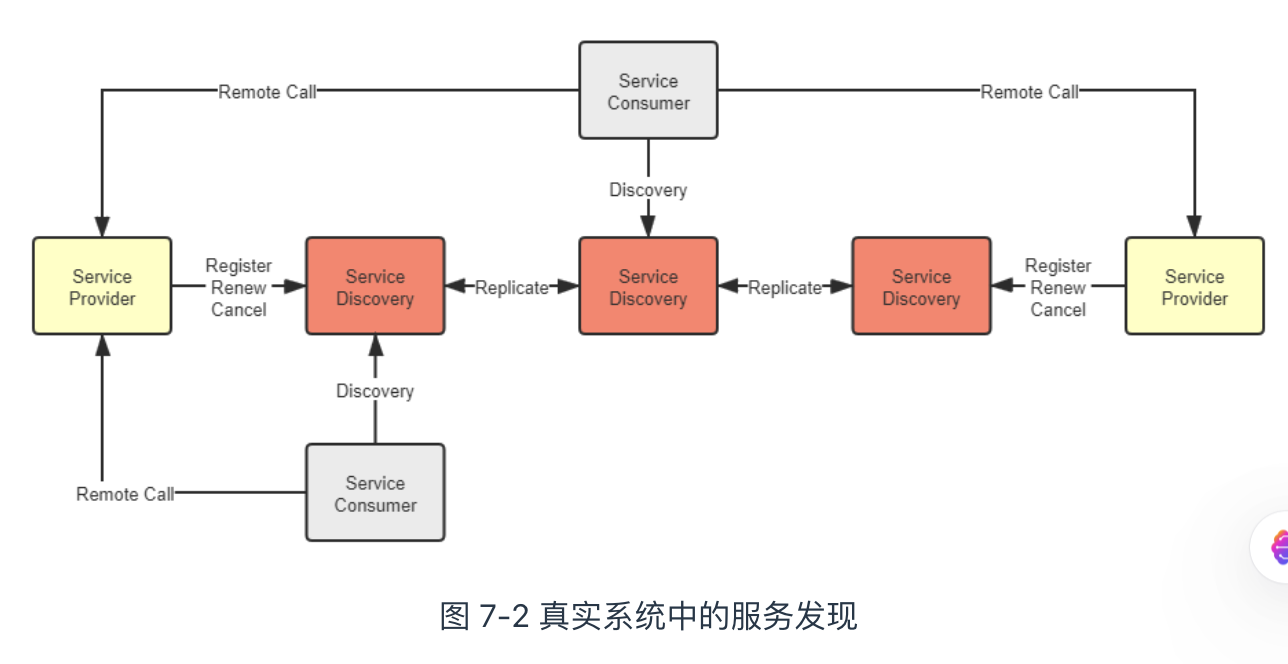 Service
Consumer
Remote Call
Remote Call
Discovery
Service
Provider
Register
Renew
Cancel
Service
Discovery
Replicate
Service
Discovery
Replicate
Service
Discovery
Register
Renew
Cancel
Service
Provider
Discovery
Service
Consumer
Remote Call
图 7-2 真实系统中的服务发现